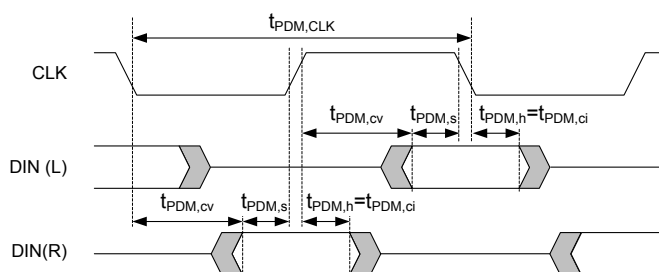 tPDM,CLK
CLK
tPDM,cv tPDM,s tPDM,h=tPDM,ci
DIN (L)
tPDM,cv tPDM,s tPDM,h=tPDM,ci
DIN(R)